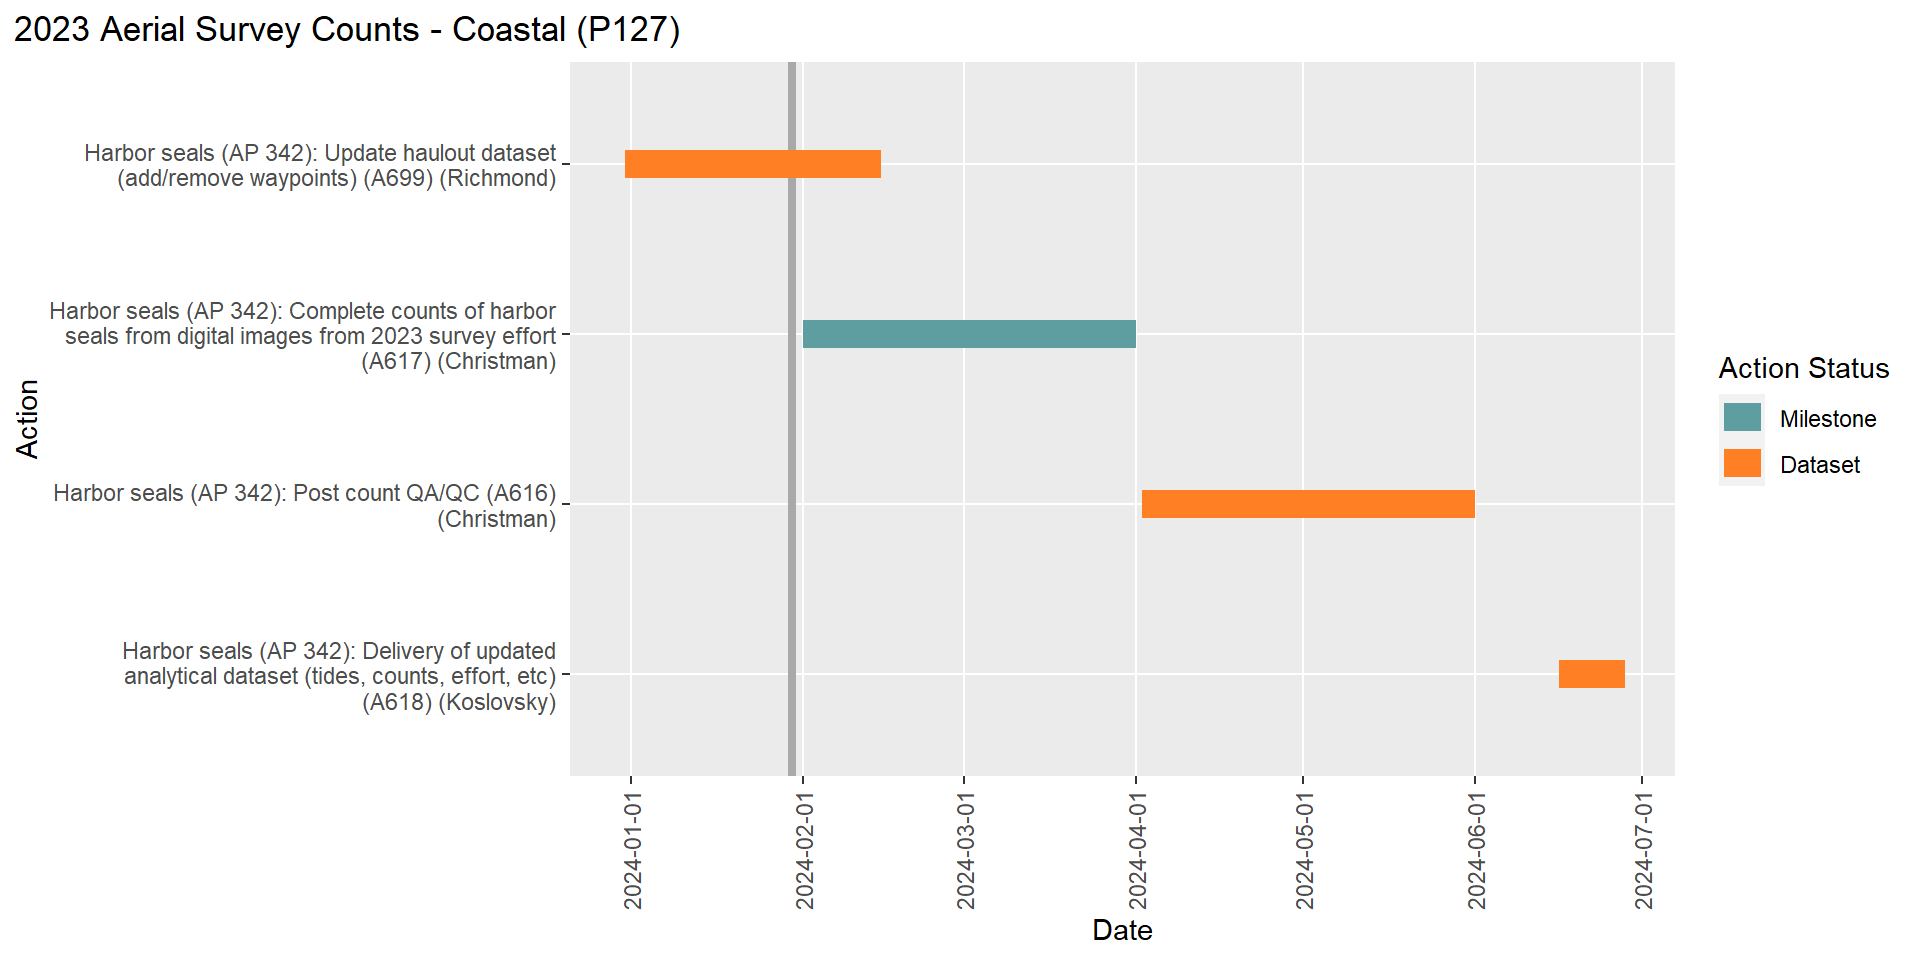 2023 Aerial Survey Counts - Coastal (P127)
Harbor seals (AP 342): Update haulout dataset
(add/remove waypoints) (A699) (Richmond)
Harbor seals (AP 342): Complete counts of harbor
seals from digital images from 2023 survey effort
(A617) (Christman)
Harbor seals (AP 342): Post count QA/QC (A616)
(Christman)
Harbor seals (AP 342): Delivery of updated
analytical dataset (tides, counts, effort, etc)
(A618) (Koslovsky)
Action
2024-01-01
2024-02-01
2024-03-01
2024-04-01
2024-05-01
2024-06-01
2024-07-01
Date
Action Status
Milestone
Dataset